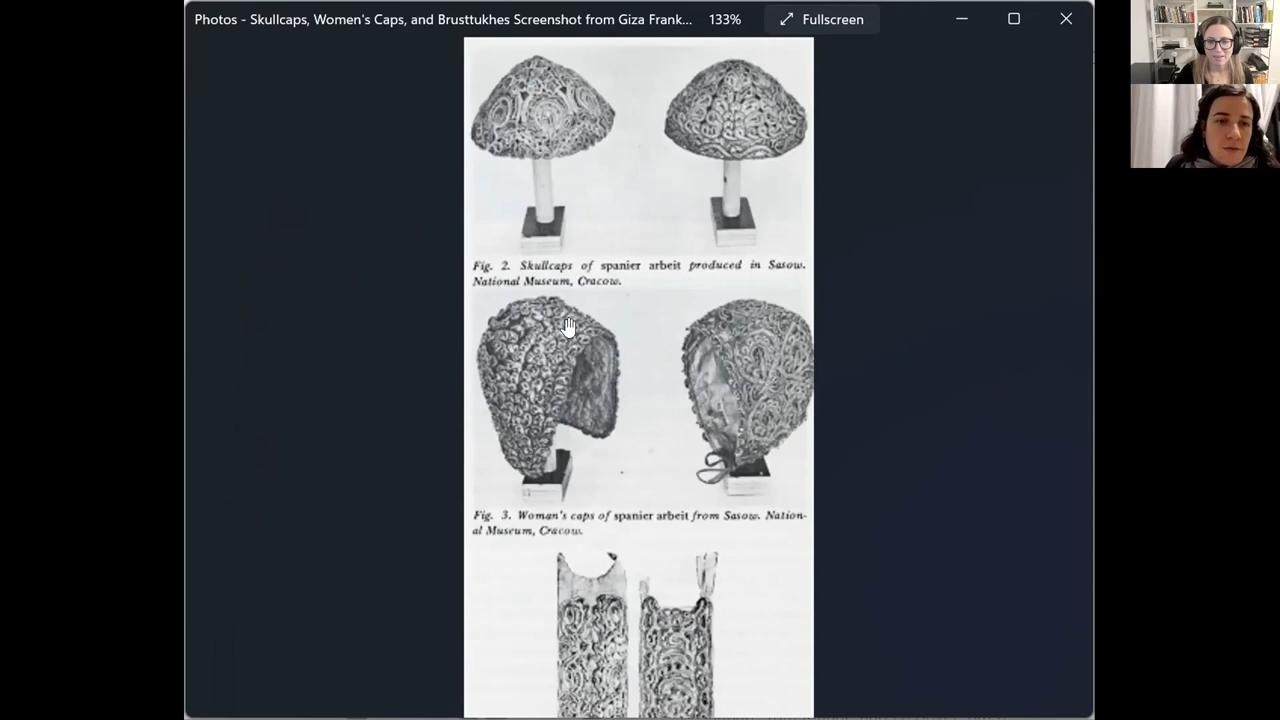 Photos - Skullcaps, Women's Caps, and Brusttukhes Screenshot from Giza Frank... 133% Fullscreen
Fig. 2. Skullcaps of spanier arbeit produced in Sasow.
National Museum, Cracow.
Fig. 3. Woman's caps of spanier arbeit from Sasow. Nation-
al Museum, Cracow.